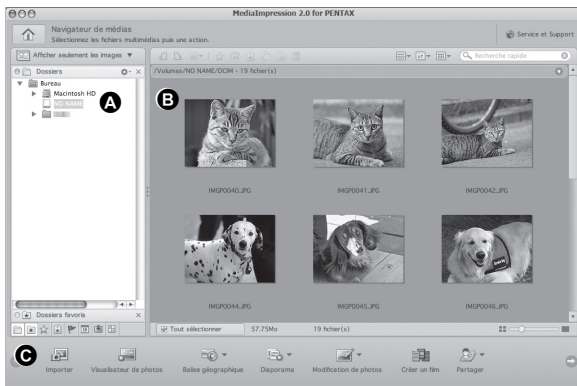 MediaImpression 2.0 for PENTAX
Navigateur de médias
Sélectionnez les fichiers multimédias puis une action.
Service et Support
Afficher seulement les images
Recherche rapide
Dossiers
/Volumes/NO NAME/DCIM - 19 fichier(s)
Bureau
Macintosh HD
NO NAME
A
B
IMGP0040.JPG
IMGP0041.JPG
IMGP0042.JPG
IMGP0044.JPG
IMGP0045.JPG
IMGP0046.JPG
Dossiers favoris
Tout sélectionner
57.75Mo
19 fichier(s)
C
Importer
Visualisateur de photos
Balise géographique
Diaporama
Modification de photos
Créer un film
Partager